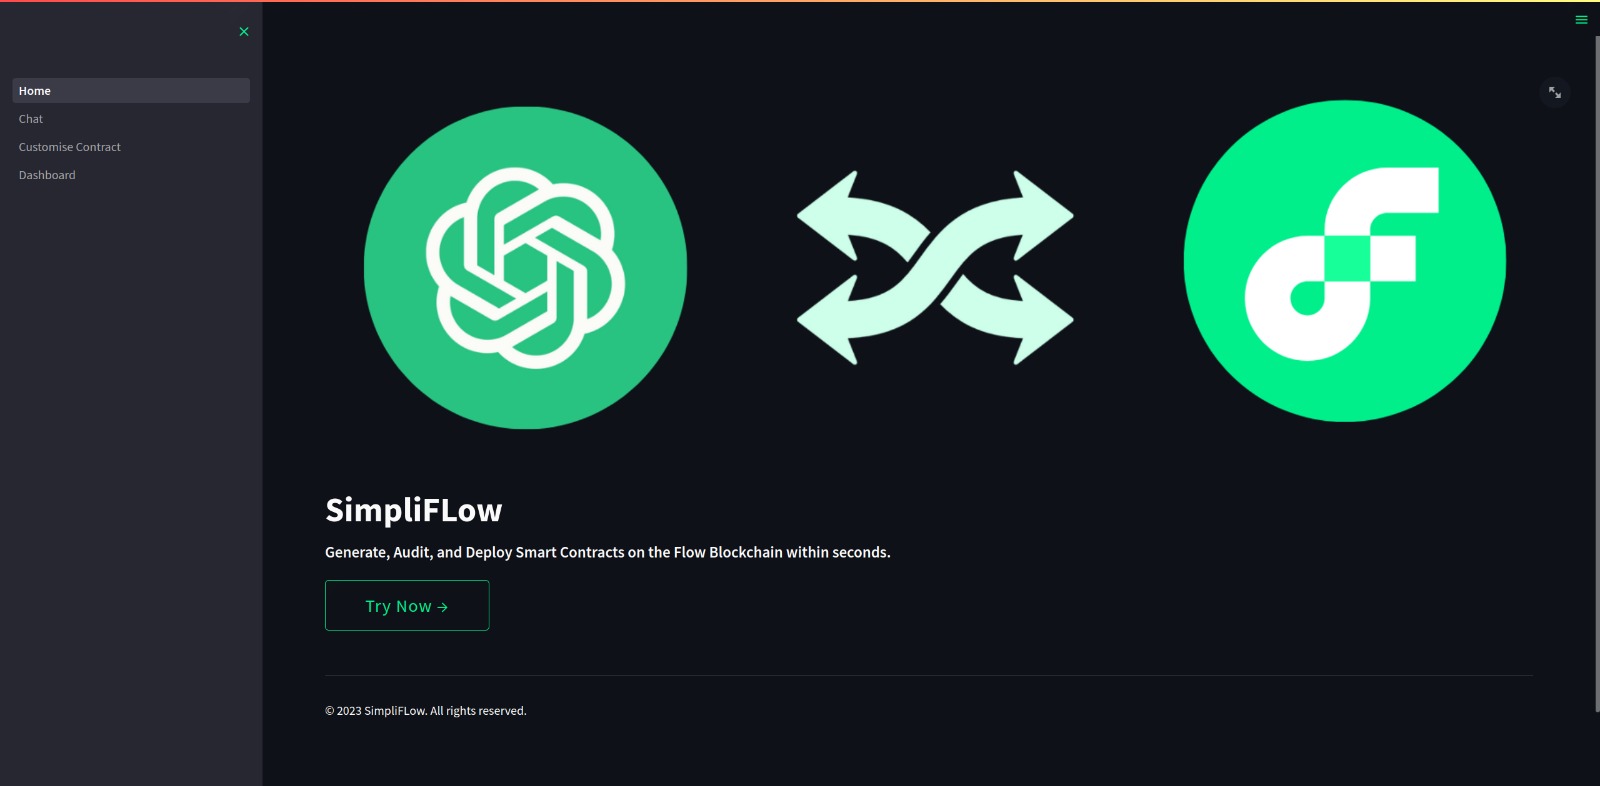 Home
Chat
Customise Contract
Dashboard
SimpliFLow
Generate, Audit, and Deploy Smart Contracts on the Flow Blockchain within seconds.
Try Now →
© 2023 SimpliFLow. All rights reserved.